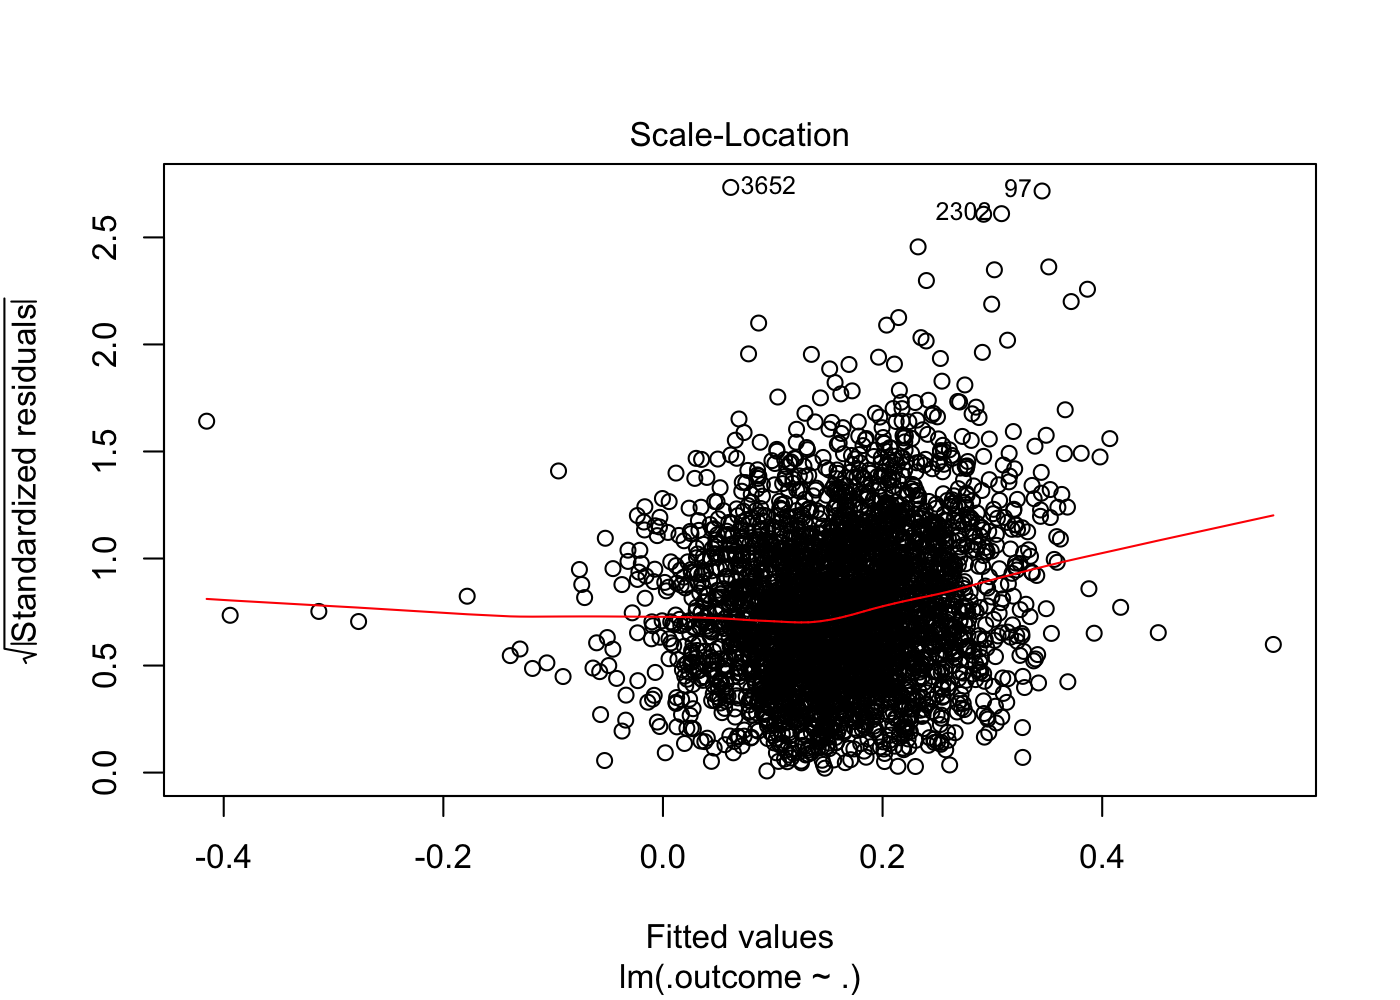 Scale-Location
3652
97
2302
√|Standardized residuals|
2.5
2.0
1.5
1.0
0.5
0.0
-0.4 -0.2 0.0 0.2 0.4
Fitted values
lm(.outcome ~ .)